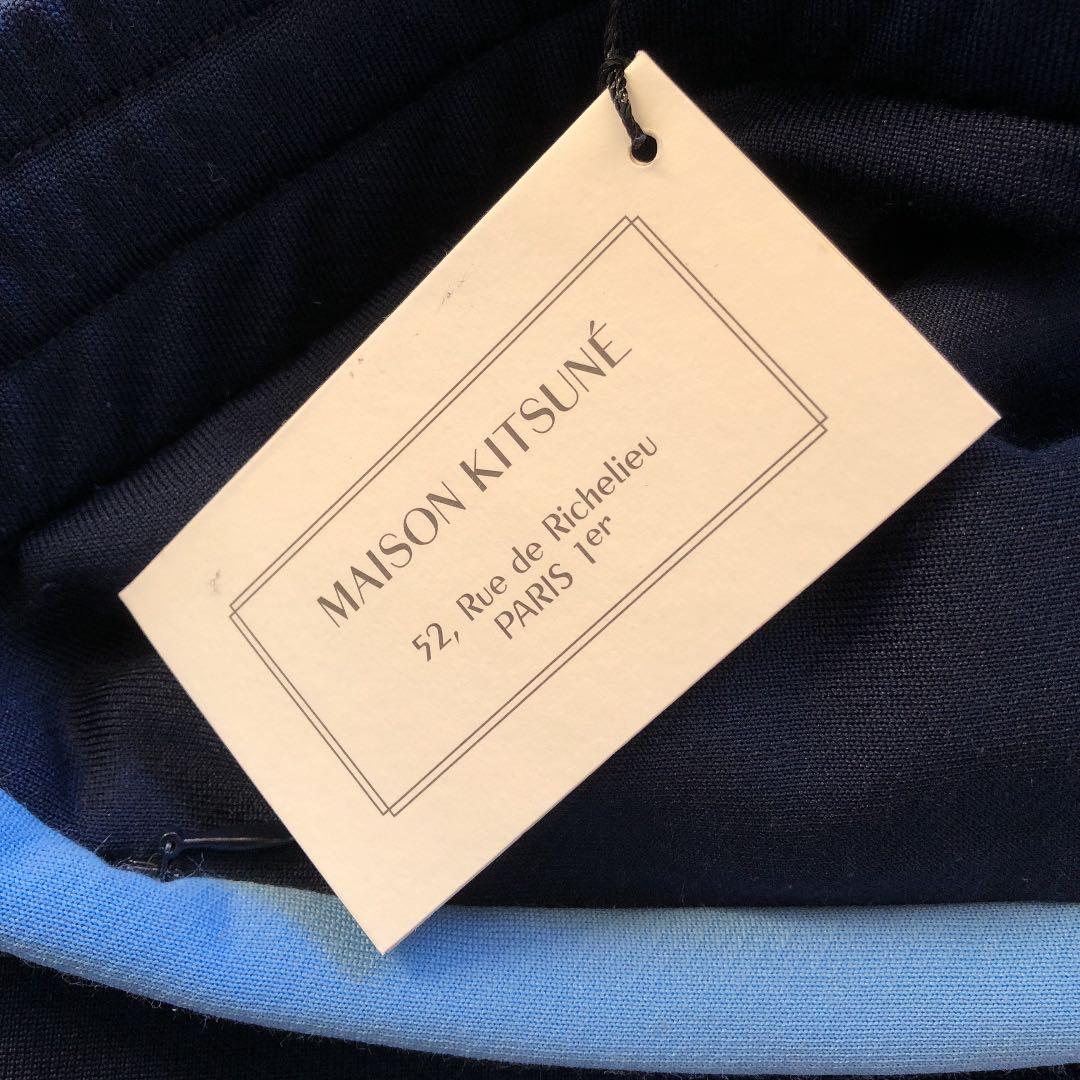 MAISON KITSUNÉ
52, Rue de Richelieu
PARIS 1er